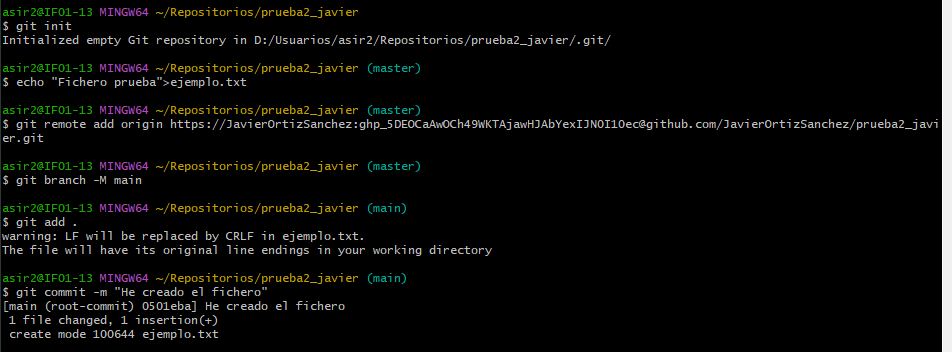 asir2@IF01-13 MINGW64 ~/Repositorios/prueba2_javier
$ git init
Initialized empty Git repository in D:/Usuarios/asir2/Repositorios/prueba2_javier/.git/
asir2@IF01-13 MINGW64 ~/Repositorios/prueba2_javier (master)
$ echo "Fichero prueba">ejemplo.txt
asir2@IF01-13 MINGW64 ~/Repositorios/prueba2_javier (master)
$ git remote add origin https://JavierOrtizSanchez:ghp_5DEOCaAwOCh49WKTAjawHJAbYexIJNOI1Oec@github.com/JavierOrtizSanchez/prueba2_javi
er.git
asir2@IF01-13 MINGW64 ~/Repositorios/prueba2_javier (master)
$ git branch -M main
asir2@IF01-13 MINGW64 ~/Repositorios/prueba2_javier (main)
$ git add .
warning: LF will be replaced by CRLF in ejemplo.txt.
The file will have its original line endings in your working directory
asir2@IF01-13 MINGW64 ~/Repositorios/prueba2_javier (main)
$ git commit -m "He creado el fichero"
[main (root-commit) 0501eba] He creado el fichero
 1 file changed, 1 insertion(+)
 create mode 100644 ejemplo.txt